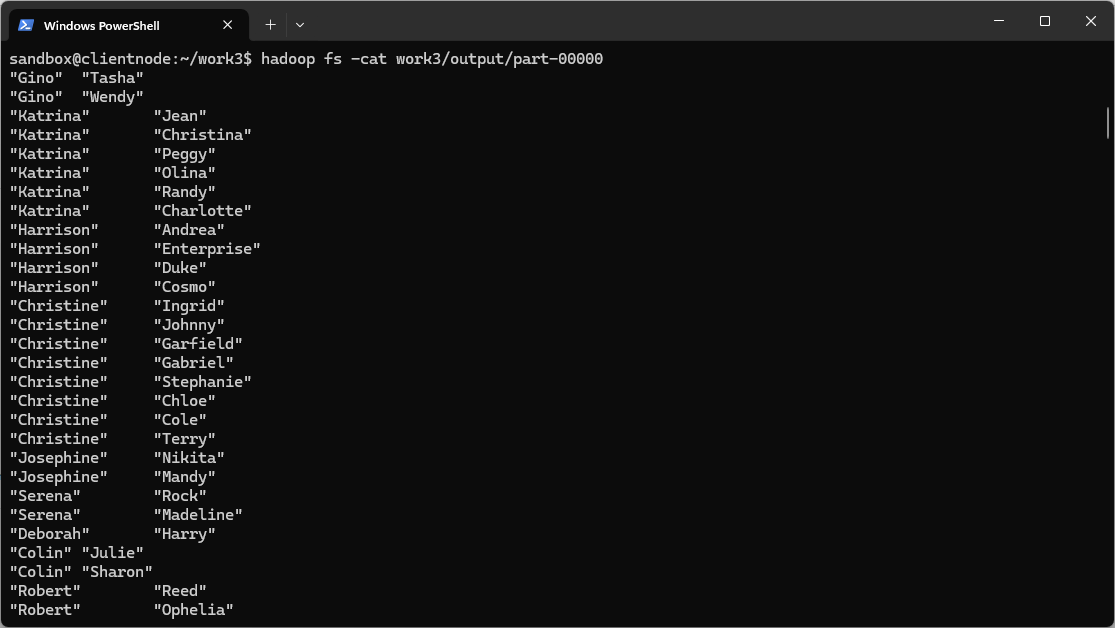 Windows PowerShell
sandbox@clientnode:~/work3$ hadoop fs -cat work3/output/part-00000
"Gino"  "Tasha"
"Gino"  "Wendy"
"Katrina"       "Jean"
"Katrina"       "Christina"
"Katrina"       "Peggy"
"Katrina"       "Olina"
"Katrina"       "Randy"
"Katrina"       "Charlotte"
"Harrison"      "Andrea"
"Harrison"      "Enterprise"
"Harrison"      "Duke"
"Harrison"      "Cosmo"
"Christine"     "Ingrid"
"Christine"     "Johnny"
"Christine"     "Garfield"
"Christine"     "Gabriel"
"Christine"     "Stephanie"
"Christine"     "Chloe"
"Christine"     "Cole"
"Christine"     "Terry"
"Josephine"     "Nikita"
"Josephine"     "Mandy"
"Serena"        "Rock"
"Serena"        "Madeline"
"Deborah"       "Harry"
"Colin" "Julie"
"Colin" "Sharon"
"Robert"        "Reed"
"Robert"        "Ophelia"